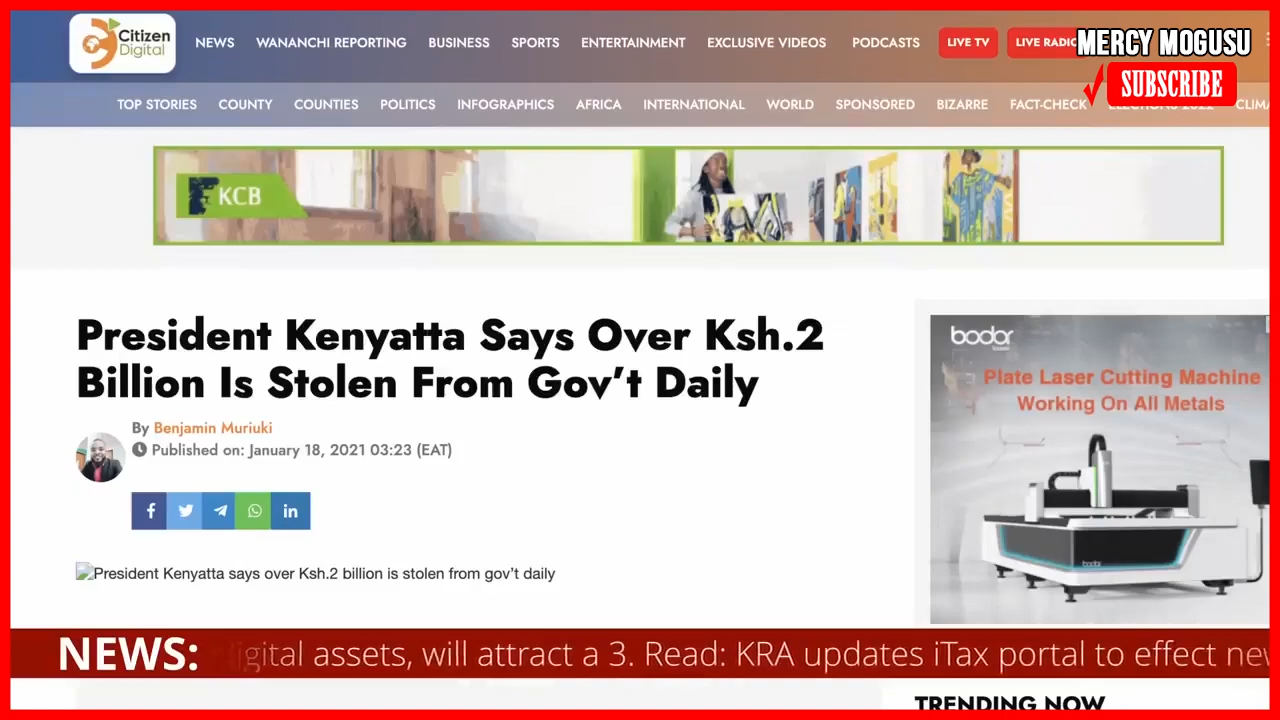 Citizen
Digital
NEWS WANANCHI REPORTING BUSINESS SPORTS ENTERTAINMENT EXCLUSIVE VIDEOS PODCASTS LIVE TV LIVE RADIO
MERCY MOGUSU
SUBSCRIBE
TOP STORIES COUNTY COUNTIES POLITICS INFOGRAPHICS AFRICA INTERNATIONAL WORLD SPONSORED BIZARRE FACT-CHECK ELECTIONS 2022 CLIMA
KCB
President Kenyatta Says Over Ksh.2
Billion Is Stolen From Gov't Daily
By Benjamin Muriuki
Published on: January 18, 2021 03:23 (EAT)
President Kenyatta says over Ksh.2 billion is stolen from gov't daily
bodor
Plate Laser Cutting Machine
Working On All Metals
bodor
NEWS: igital assets, will attract a 3. Read: KRA updates iTax portal to effect new
TRENDING NOW